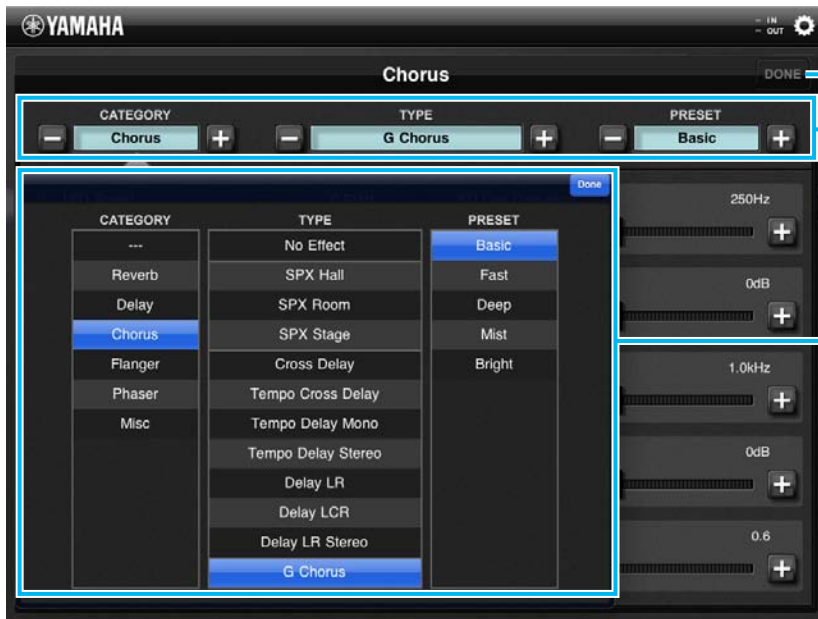 YAMAHA
IN
OUT
Chorus
DONE
CATEGORY TYPE PRESET
Chorus G Chorus Basic
Done
CATEGORY TYPE PRESET
--- No Effect Basic
Reverb SPX Hall Fast
Delay SPX Room Deep
Chorus SPX Stage Mist
Flanger Cross Delay Bright
Phaser Tempo Cross Delay
Misc Tempo Delay Mono
Tempo Delay Stereo
Delay LR
Delay LCR
Delay LR Stereo
G Chorus
250Hz
0dB
1.0kHz
0dB
0.6